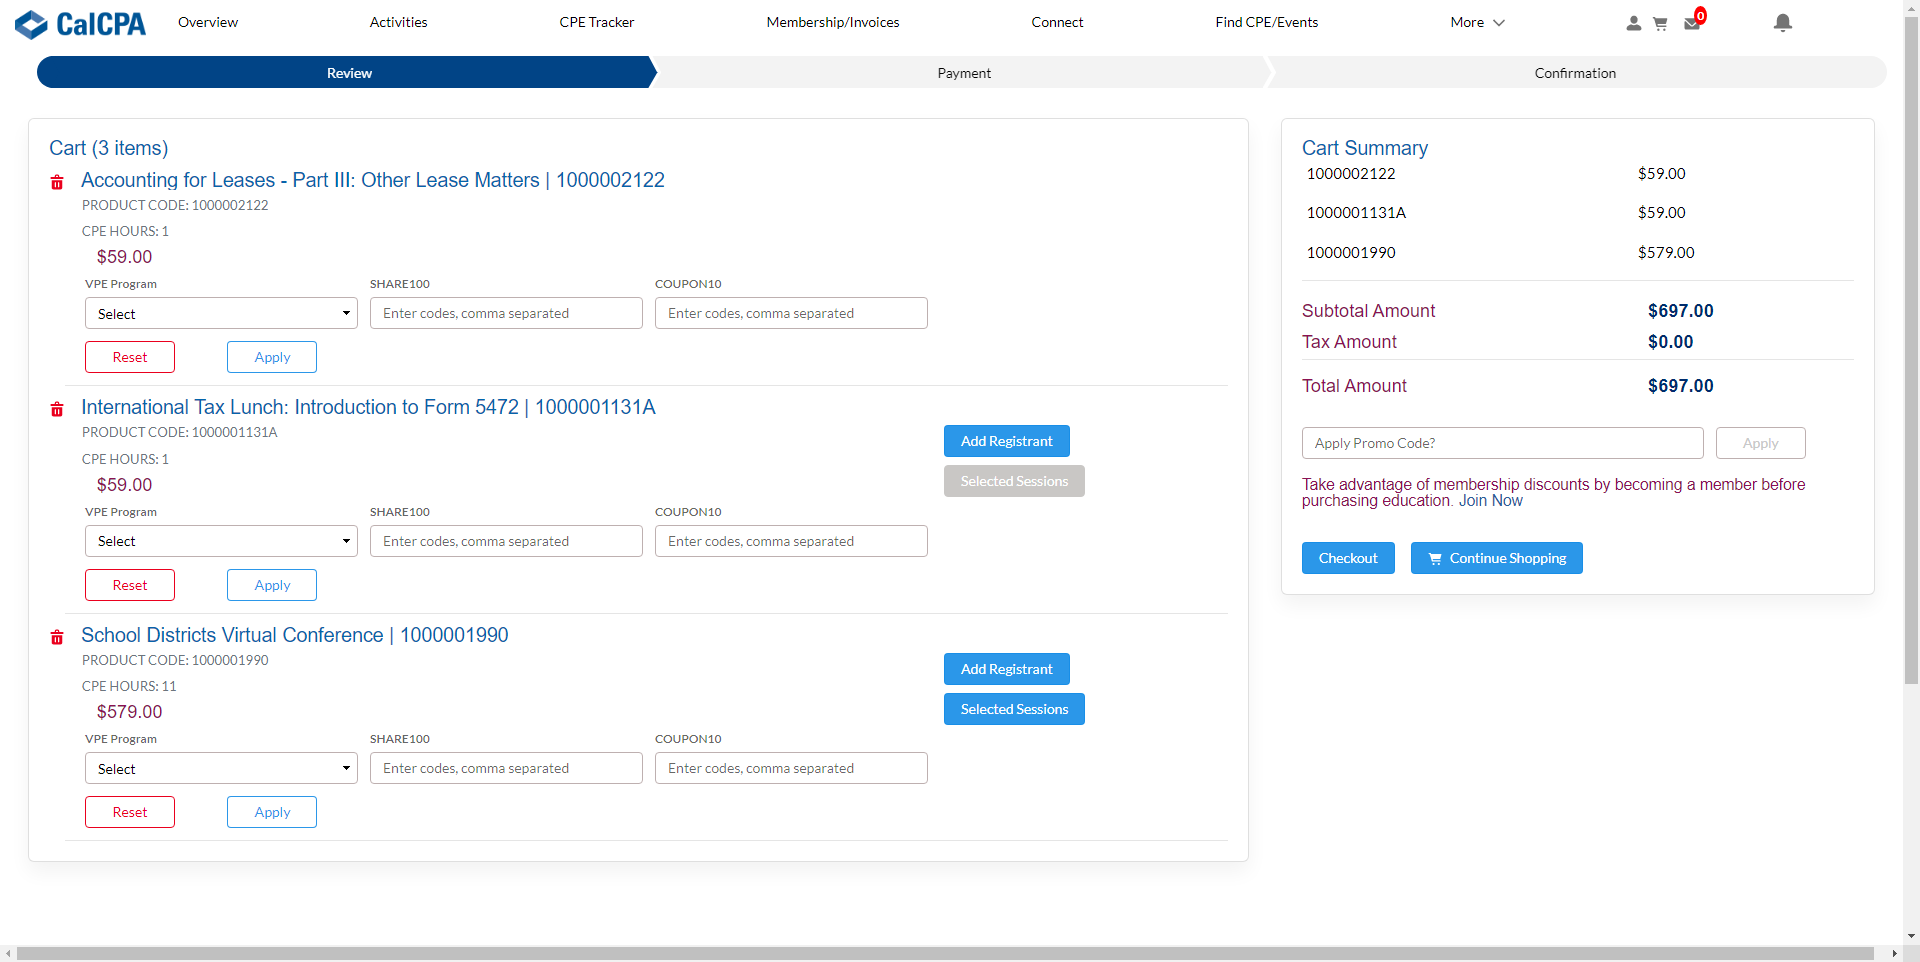 CalCPA
Overview
Activities
CPE Tracker
Membership/Invoices
Connect
Find CPE/Events
More
0
Review
Payment
Confirmation
Cart (3 items)
Accounting for Leases - Part III: Other Lease Matters | 1000002122
PRODUCT CODE: 1000002122
CPE HOURS: 1
$59.00
VPE Program
SHARE100
COUPON10
Select
Enter codes, comma separated
Enter codes, comma separated
Reset
Apply
International Tax Lunch: Introduction to Form 5472 | 1000001131A
PRODUCT CODE: 1000001131A
CPE HOURS: 1
$59.00
Add Registrant
Selected Sessions
VPE Program
SHARE100
COUPON10
Select
Enter codes, comma separated
Enter codes, comma separated
Reset
Apply
School Districts Virtual Conference | 1000001990
PRODUCT CODE: 1000001990
CPE HOURS: 11
$579.00
Add Registrant
Selected Sessions
VPE Program
SHARE100
COUPON10
Select
Enter codes, comma separated
Enter codes, comma separated
Reset
Apply
Cart Summary
1000002122 $59.00
1000001131A $59.00
1000001990 $579.00
Subtotal Amount $697.00
Tax Amount $0.00
Total Amount $697.00
Apply Promo Code?
Apply
Take advantage of membership discounts by becoming a member before
purchasing education. Join Now
Checkout
Continue Shopping